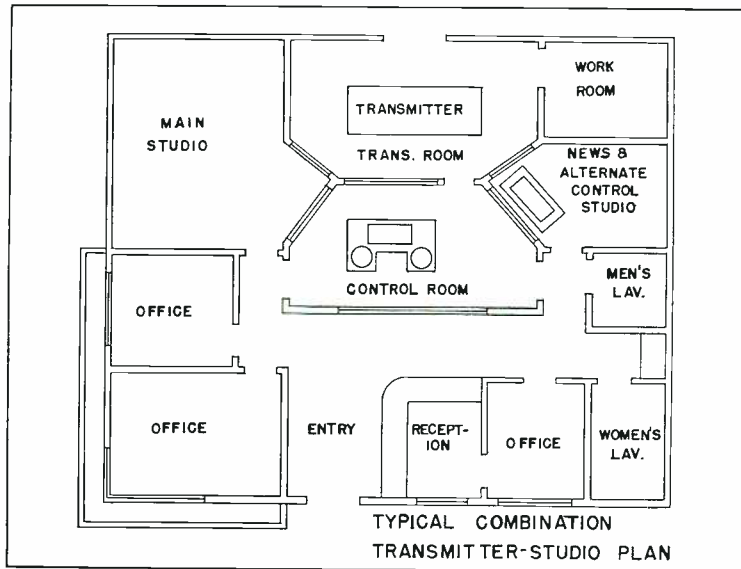 MAIN
STUDIO
TRANSMITTER
TRANS. ROOM
WORK
ROOM
NEWS &
ALTERNATE
CONTROL
STUDIO
CONTROL ROOM
MEN'S
LAV.
OFFICE
OFFICE
ENTRY
RECEPT-
ION
OFFICE
WOMEN'S
LAV.
TYPICAL COMBINATION
TRANSMITTER-STUDIO PLAN